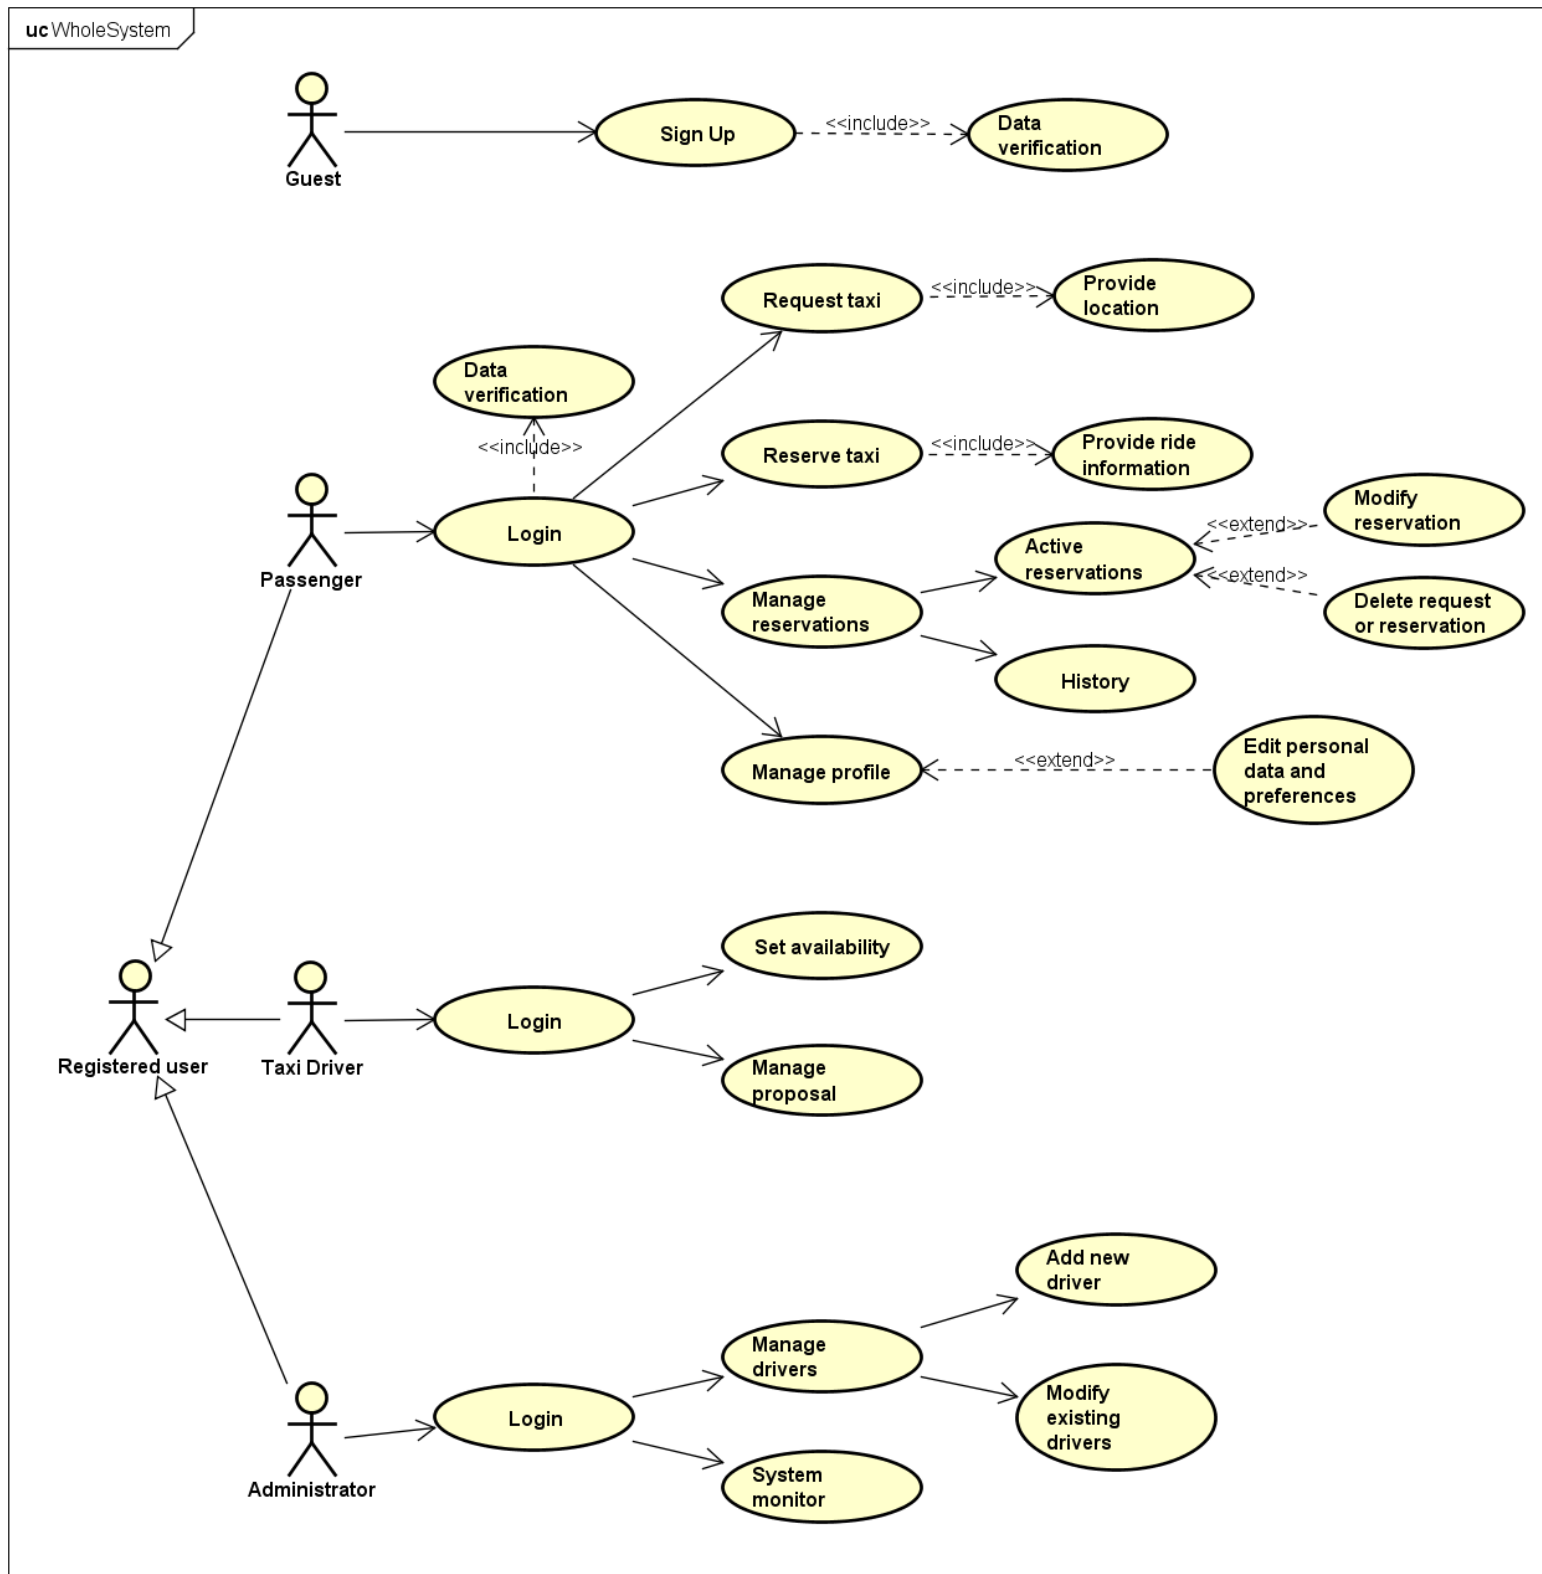 uc WholeSystem
Guest
Sign Up
<<include>>
Data
verification
Request taxi
<<include>>
Provide
location
Data
verification
<<include>>
Reserve taxi
<<include>>
Provide ride
information
Passenger
Login
Manage
reservations
Active
reservations
<<extend>>
Modify
reservation
<<extend>>
Delete request
or reservation
History
Manage profile
<<extend>>
Edit personal
data and
preferences
Registered user
Taxi Driver
Login
Set availability
Manage
proposal
Administrator
Login
Manage
drivers
Add new
driver
Modify
existing
drivers
System
monitor